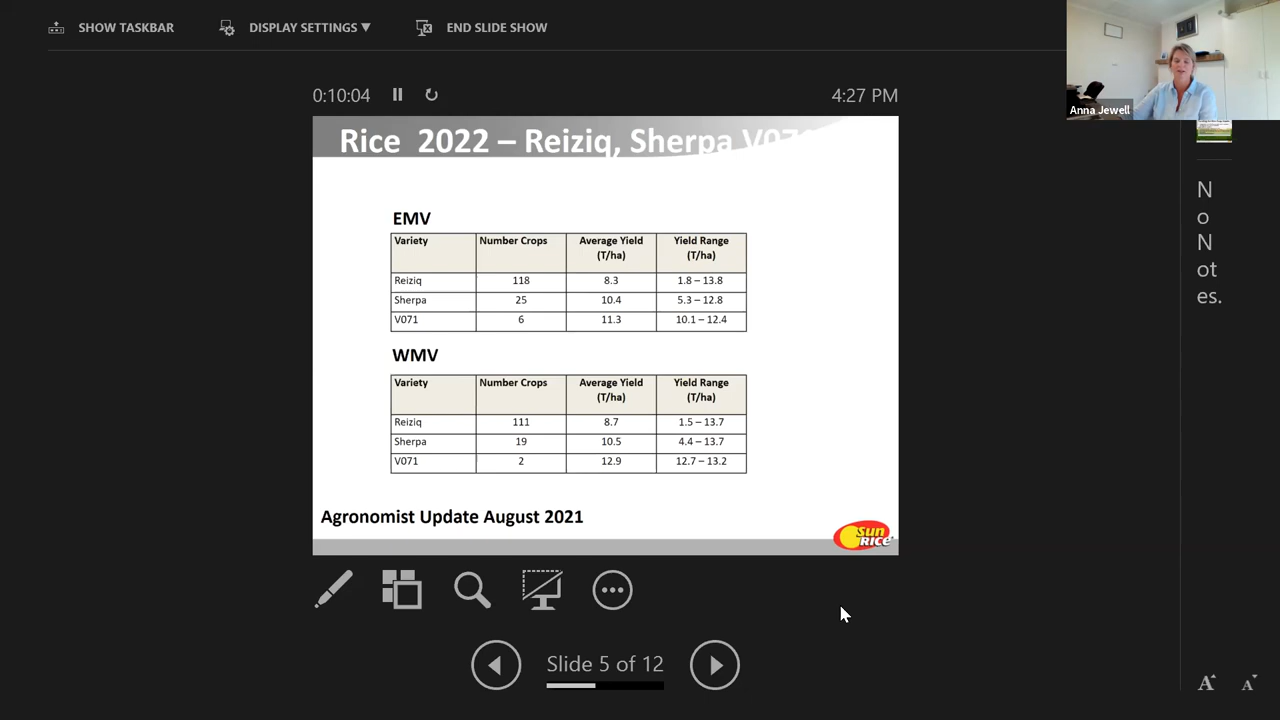 SHOW TASKBAR DISPLAY SETTINGS ▼ END SLIDE SHOW
Anna Jewell
0:10:04 4:27 PM
Rice 2022 – Reiziq, Sherpa V071
EMV
Variety Number Crops Average Yield (T/ha) Yield Range (T/ha)
Reiziq 118 8.3 1.8 – 13.8
Sherpa 25 10.4 5.3 – 12.8
V071 6 11.3 10.1 – 12.4
WMV
Variety Number Crops Average Yield (T/ha) Yield Range (T/ha)
Reiziq 111 8.7 1.5 – 13.7
Sherpa 19 10.5 4.4 – 13.7
V071 2 12.9 12.7 – 13.2
Agronomist Update August 2021
Sun
Rice
Slide 5 of 12
N
o
N
ot
es.
A A